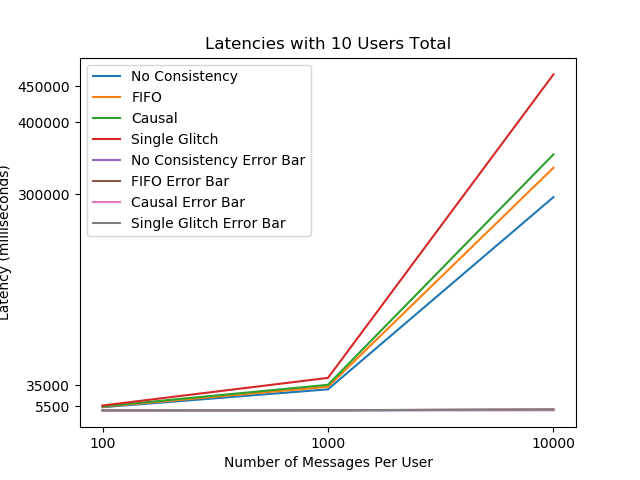 Latencies with 10 Users Total
No Consistency
FIFO
Causal
Single Glitch
No Consistency Error Bar
FIFO Error Bar
Causal Error Bar
Single Glitch Error Bar
450000
400000
300000
35000
5500
Latency (milliseconds)
100
1000
10000
Number of Messages Per User